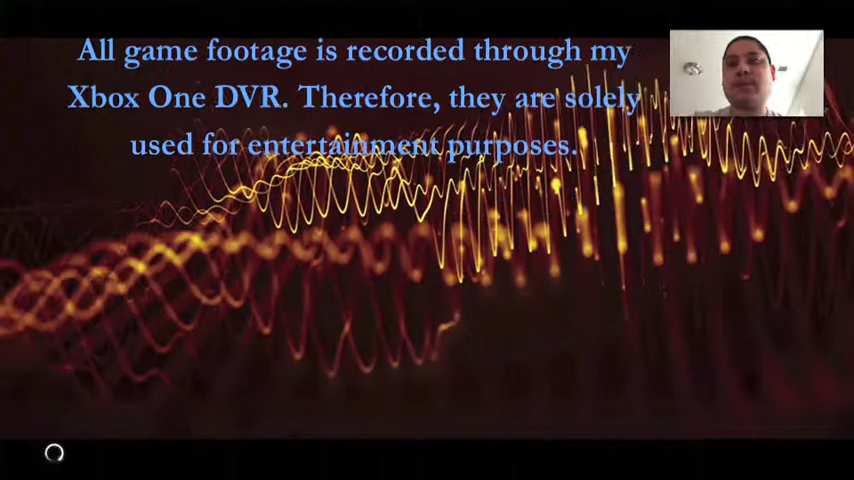 All game footage is recorded through my
Xbox One DVR. Therefore, they are solely
used for entertainment purposes.